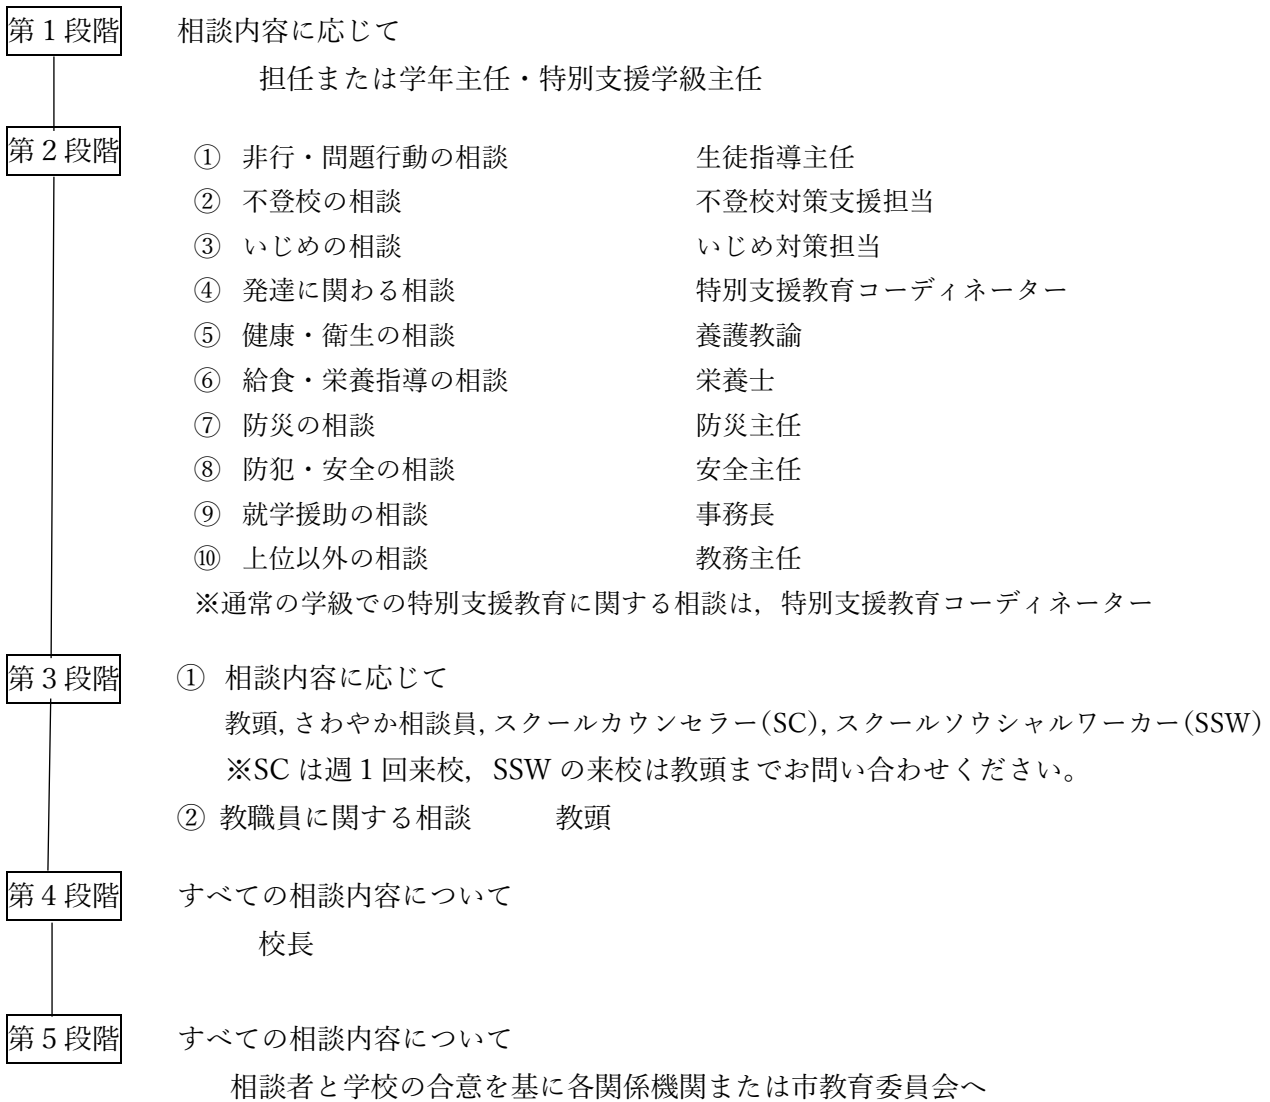 第１段階 相談内容に応じて
担任または学年主任・特別支援学級主任
第２段階
① 非行・問題行動の相談 生徒指導主任
② 不登校の相談 不登校対策支援担当
③ いじめの相談 いじめ対策担当
④ 発達に関わる相談 特別支援教育コーディネーター
⑤ 健康・衛生の相談 養護教諭
⑥ 給食・栄養指導の相談 栄養士
⑦ 防災の相談 防災主任
⑧ 防犯・安全の相談 安全主任
⑨ 就学援助の相談 事務長
⑩ 上位以外の相談 教務主任
※通常の学級での特別支援教育に関する相談は，特別支援教育コーディネーター
第３段階 ① 相談内容に応じて
教頭，さわやか相談員，スクールカウンセラー（SC），スクールソウシャルワーカー（SSW）
※SC は週１回来校，SSW の来校は教頭までお問い合わせください。
② 教職員に関する相談 教頭
第４段階 すべての相談内容について
校長
第５段階 すべての相談内容について
相談者と学校の合意を基に各関係機関または市教育委員会へ